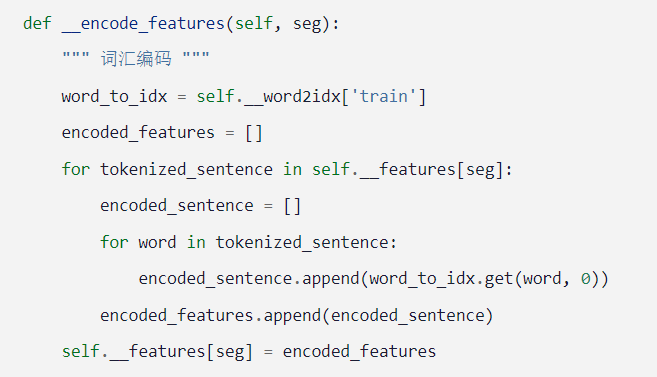 def __encode_features(self, seg):
    """ 词汇编码 """
    word_to_idx = self.__word2idx['train']
    encoded_features = []
    for tokenized_sentence in self.__features[seg]:
        encoded_sentence = []
        for word in tokenized_sentence:
            encoded_sentence.append(word_to_idx.get(word, 0))
        encoded_features.append(encoded_sentence)
    self.__features[seg] = encoded_features